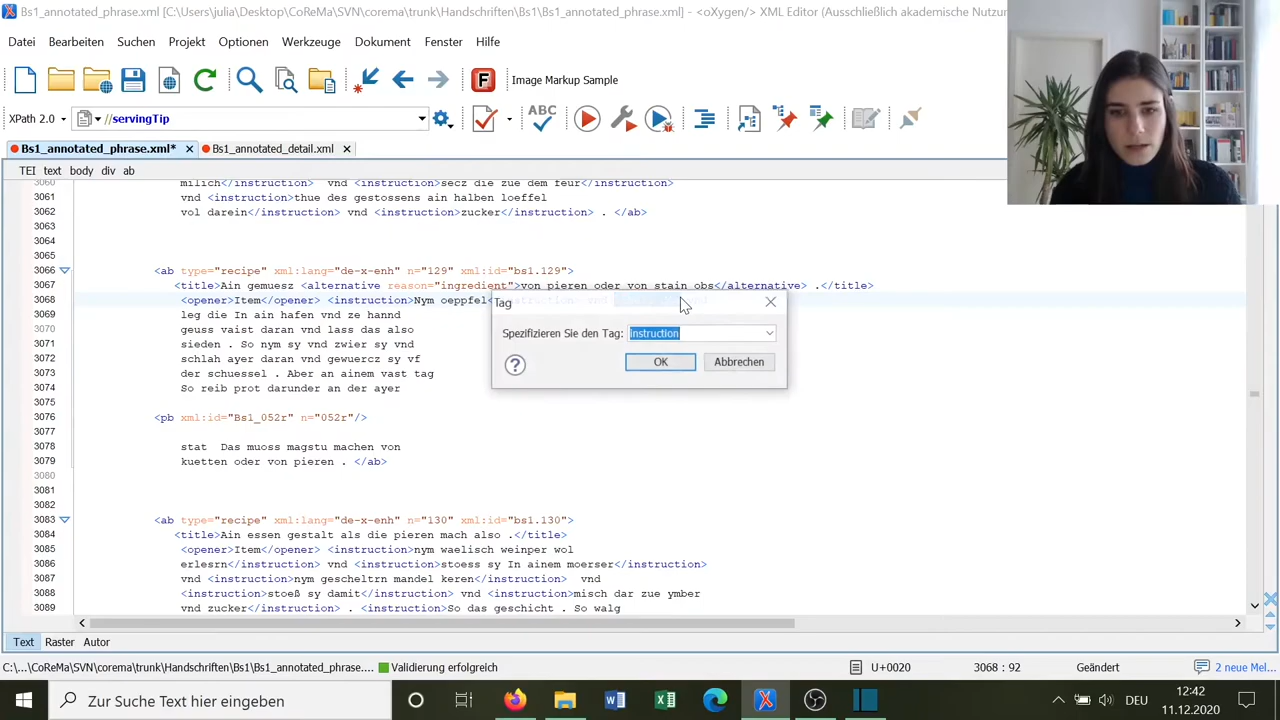 Bs1_annotated_phrase.xml [C:\Users\julia\Desktop\CoReMa\SVN\corema\trunk\Handschriften\Bs1\Bs1_annotated_phrase.xml] - <oXygen/> XML Editor (Ausschließlich akademische Nutzun
Datei Bearbeiten Suchen Projekt Optionen Werkzeuge Dokument Fenster Hilfe
F Image Markup Sample
XPath 2.0 //servingTip ABC
Bs1_annotated_phrase.xml* Bs1_annotated_detail.xml
TEI text body div ab
3060 milich</instruction> vnd <instruction>secz die zue dem feur</instruction>
3061 vnd <instruction>thue des gestossens ain halben loeffel
3062 vol darein</instruction> vnd <instruction>zucker</instruction> . </ab>
3063
3064
3065
3066 <ab type="recipe" xml:lang="de-x-enh" n="129" xml:id="bs1.129">
3067 <title>Ain gemuesz <alternative reason="ingredient">von pieren oder von stain obs</alternative> .</title>
3068 <opener>Item</opener> <instruction>Nym oeppfel<
3069 leg die In ain hafen vnd ze hannd
3070 geuss vaist daran vnd lass das also
3071 sieden . So nym sy vnd zwier sy vnd
3072 schlah ayer daran vnd gewuercz sy vf
3073 der schuessel . Aber an ainem vast tag
3074 So reib prot darunder an der ayer
3075
3076 <pb xml:id="Bs1_052r" n="052r"/>
3077
3078 stat Das muoss magstu machen von
3079 kuetten oder von pieren . </ab>
3080
3081
3082
3083 <ab type="recipe" xml:lang="de-x-enh" n="130" xml:id="bs1.130">
3084 <title>Ain essen gestalt als die pieren mach also .</title>
3085 <opener>Item</opener> <instruction>nym waelisch weinper wol
3086 erlesrn</instruction> vnd <instruction>stoess sy In ainem moerser</instruction>
3087 vnd <instruction>nym gescheltrn mandel keren</instruction> vnd
3088 <instruction>stoß sy damit</instruction> vnd <instruction>misch dar zue ymber
3089 vnd zucker</instruction> . <instruction>So das geschicht . So walg
Tag
Spezifizieren Sie den Tag: instruction
? OK Abbrechen
Text Raster Autor
C:\...\CoReMa\SVN\corema\trunk\Handschriften\Bs1\Bs1_annotated_phrase.... Validierung erfolgreich U+0020 3068 : 92 Geändert 2 neue Mel...
Zur Suche Text hier eingeben DEU 12:42
11.12.2020